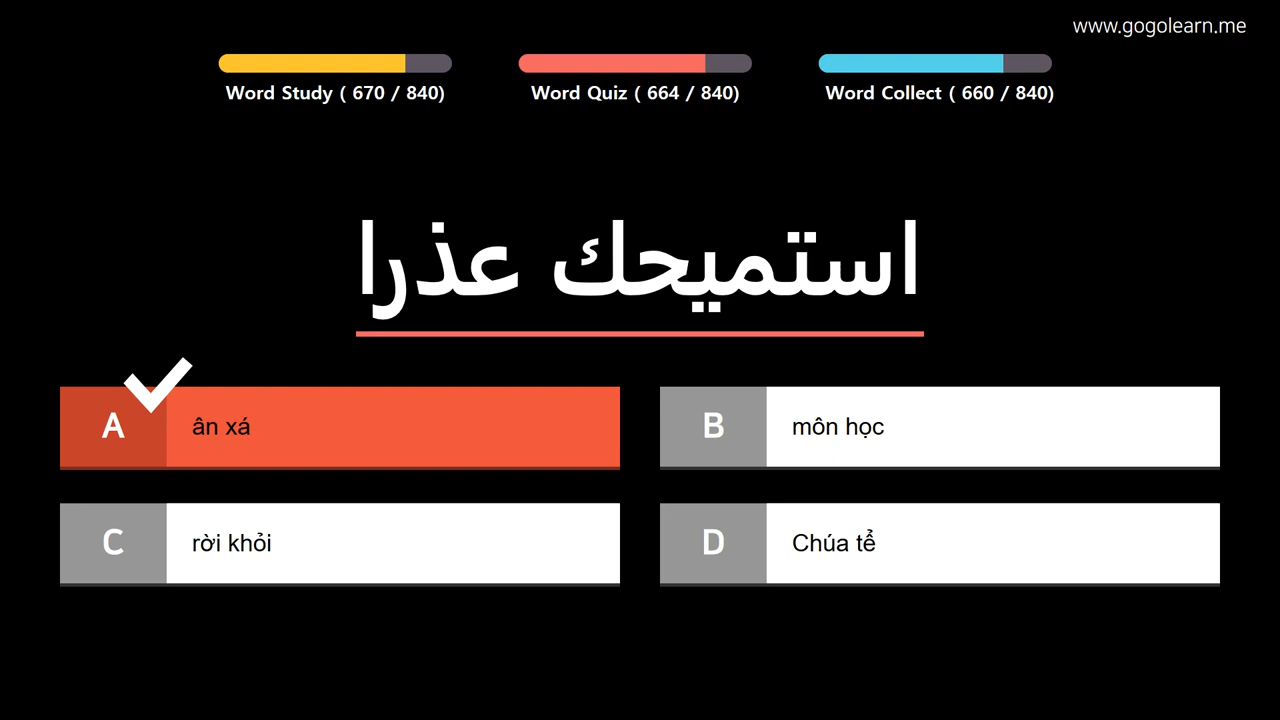 www.gogolearn.me
Word Study ( 670 / 840)
Word Quiz ( 664 / 840)
Word Collect ( 660 / 840)
استميحك عذرا
A
ân xá
B
môn học
C
rời khỏi
D
Chúa tể